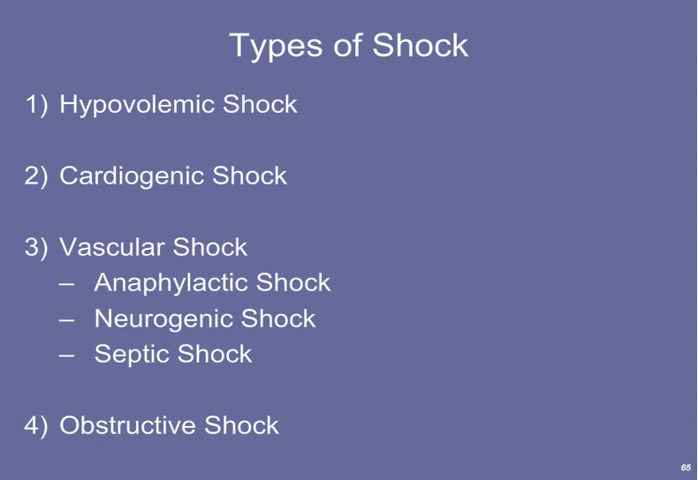 Types of Shock
1) Hypovolemic Shock
2) Cardiogenic Shock
3) Vascular Shock
– Anaphylactic Shock
– Neurogenic Shock
– Septic Shock
4) Obstructive Shock
65